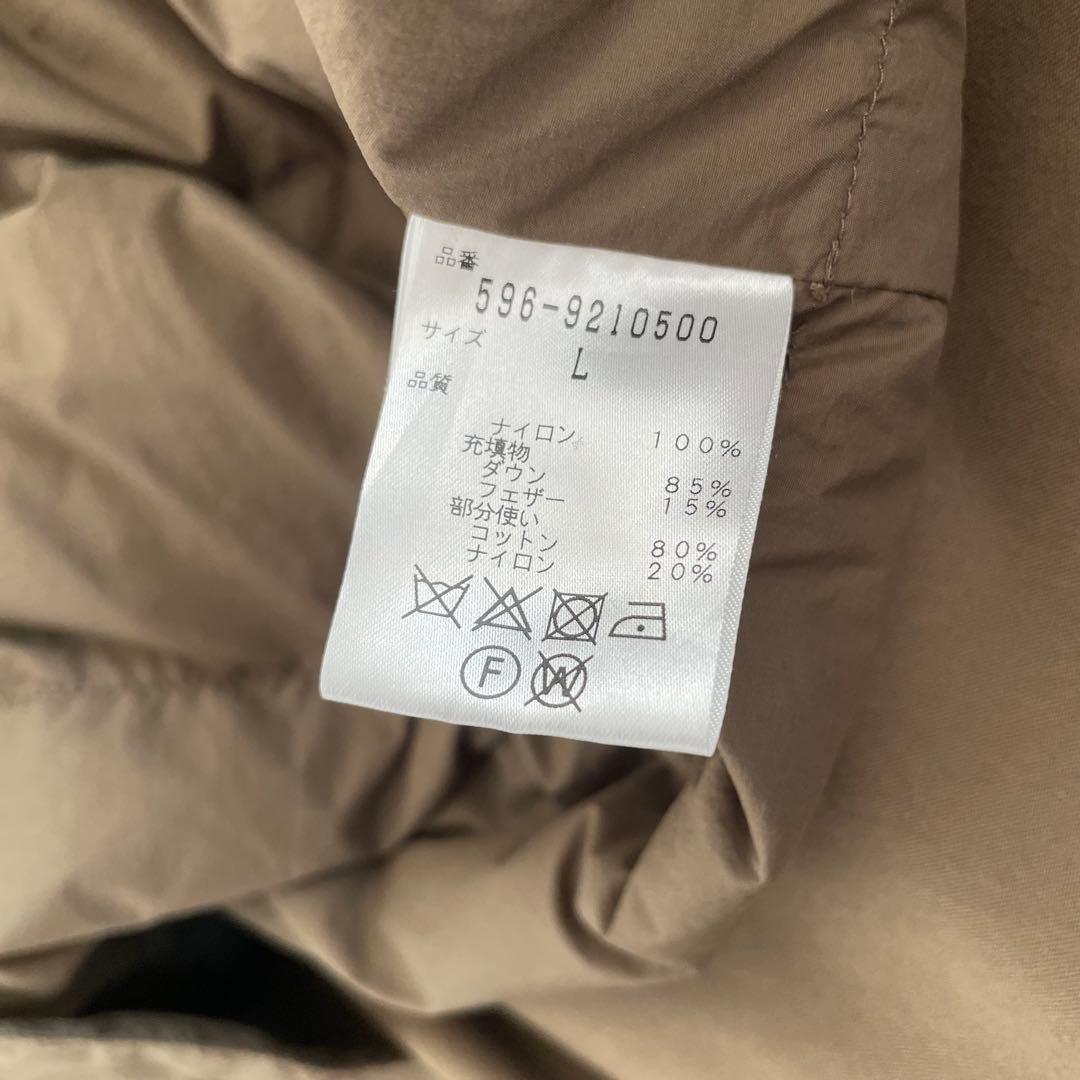 品番
596-9210500
サイズ
L
品質
ナイロン 100%
充填物
ダウン 85%
フェザー 15%
部分使い
コットン 80%
ナイロン 20%
F W